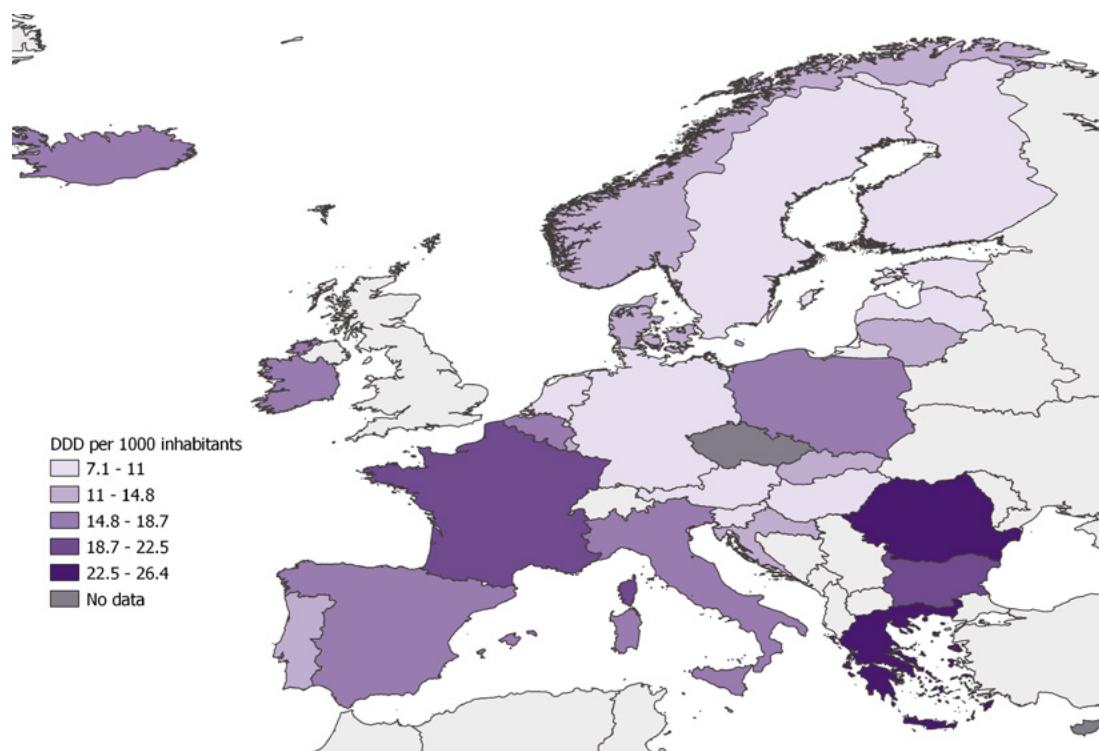 DDD per 1000 inhabitants
7.1 - 11
11 - 14.8
14.8 - 18.7
18.7 - 22.5
22.5 - 26.4
No data